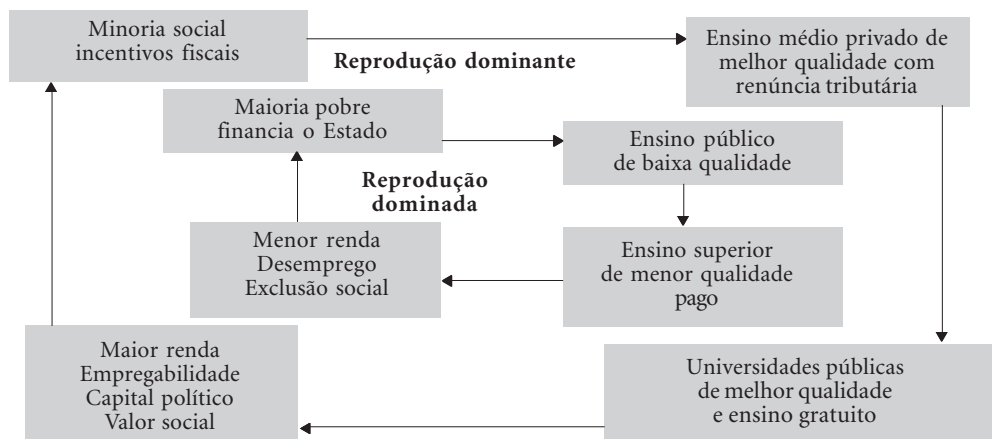 Minoria social
incentivos fiscais
Reprodução dominante
Ensino médio privado de
melhor qualidade com
renúncia tributária
Maioria pobre
financia o Estado
Ensino público
de baixa qualidade
Reprodução
dominada
Menor renda
Desemprego
Exclusão social
Ensino superior
de menor qualidade
pago
Maior renda
Empregabilidade
Capital político
Valor social
Universidades públicas
de melhor qualidade
e ensino gratuito